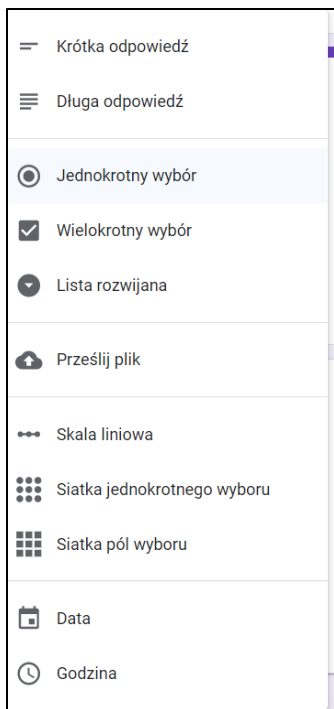 Krótka odpowiedź
Długa odpowiedź
Jednokrotny wybór
Wielokrotny wybór
Lista rozwijana
Prześlij plik
Skala liniowa
Siatka jednokrotnego wyboru
Siatka pól wyboru
Data
Godzina